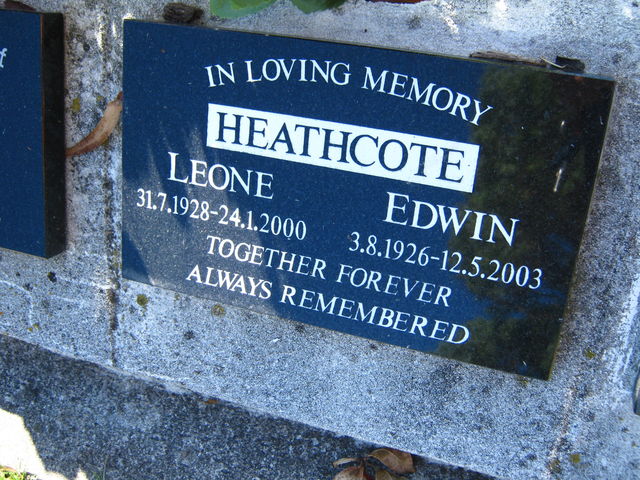 IN LOVING MEMORY
HEATHCOTE
LEONE
31.7.1928-24.1.2000
EDWIN
3.8.1926-12.5.2003
TOGETHER FOREVER
ALWAYS REMEMBERED